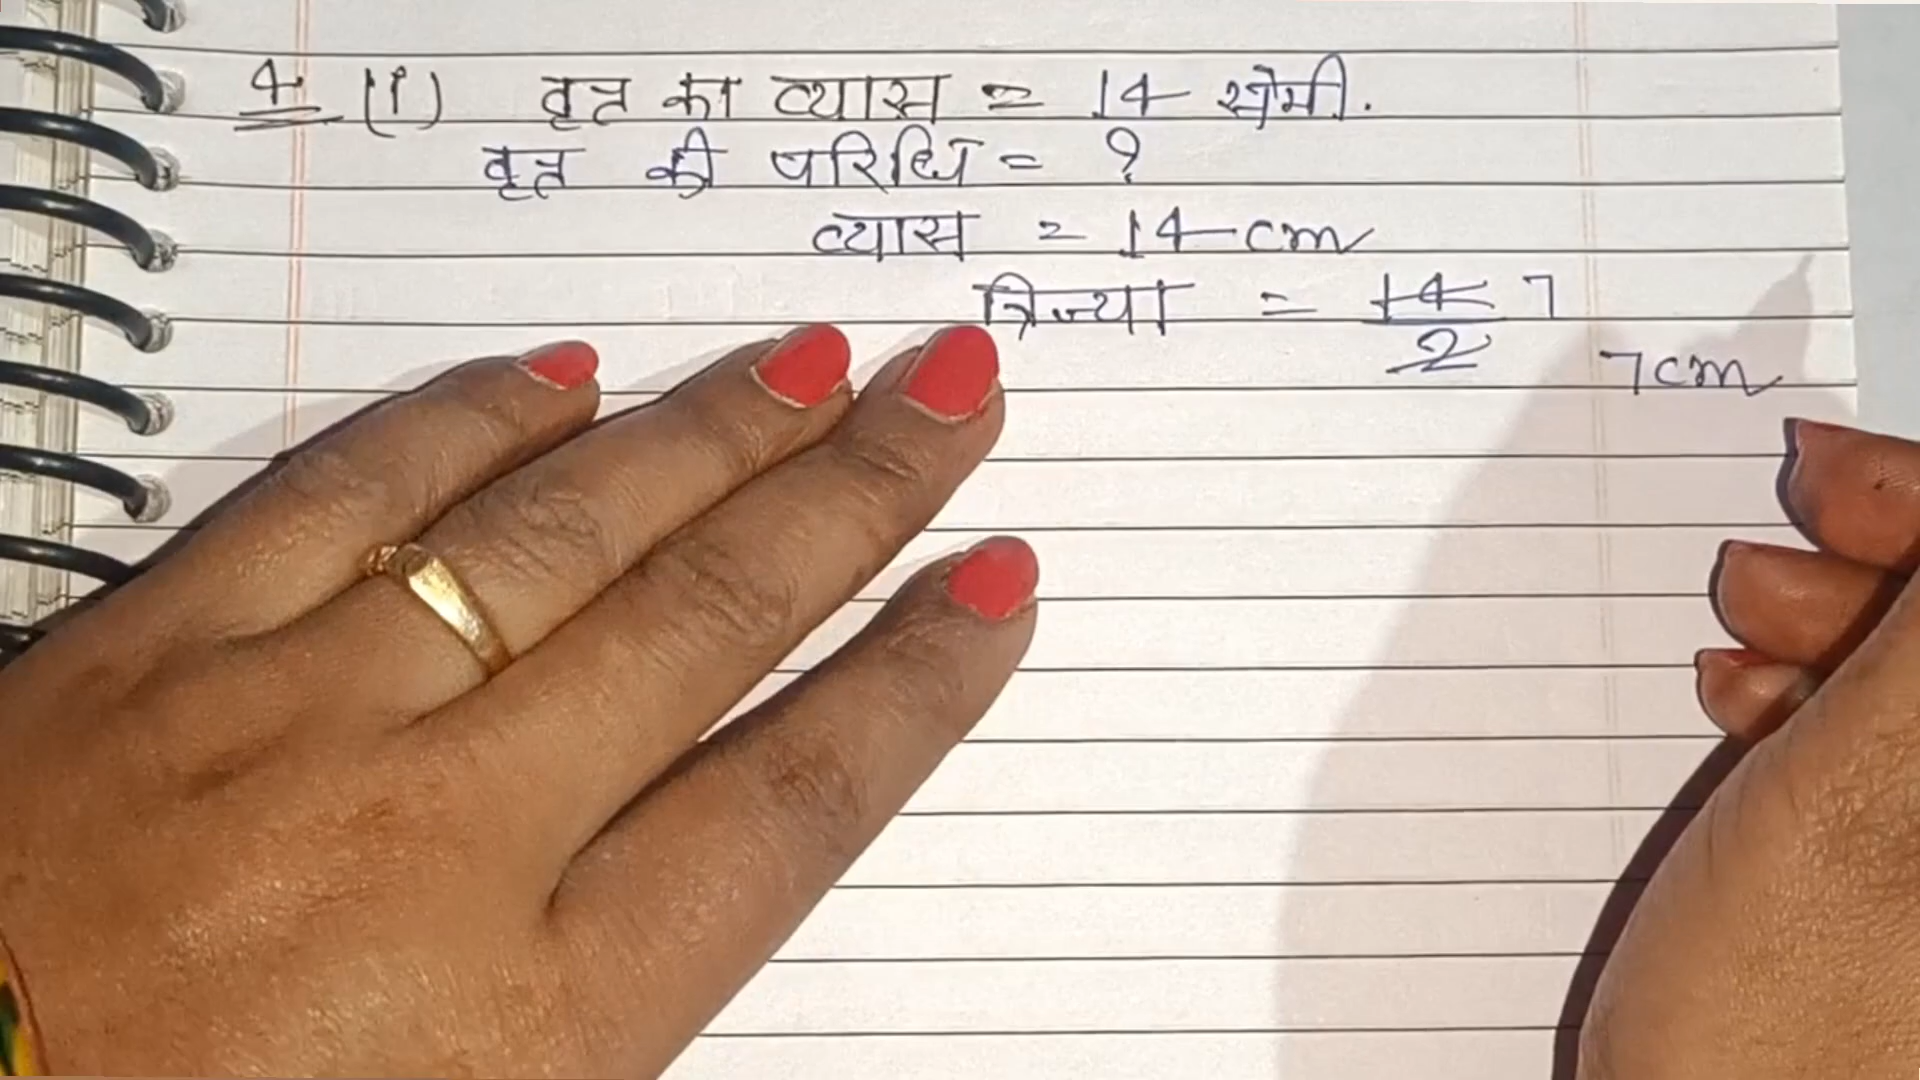 4 (i) वृत्त का व्यास = 14 सेमी.
वृत्त की परिधि = ?
व्यास = 14 cm
त्रिज्या = 14/2 7
7cm